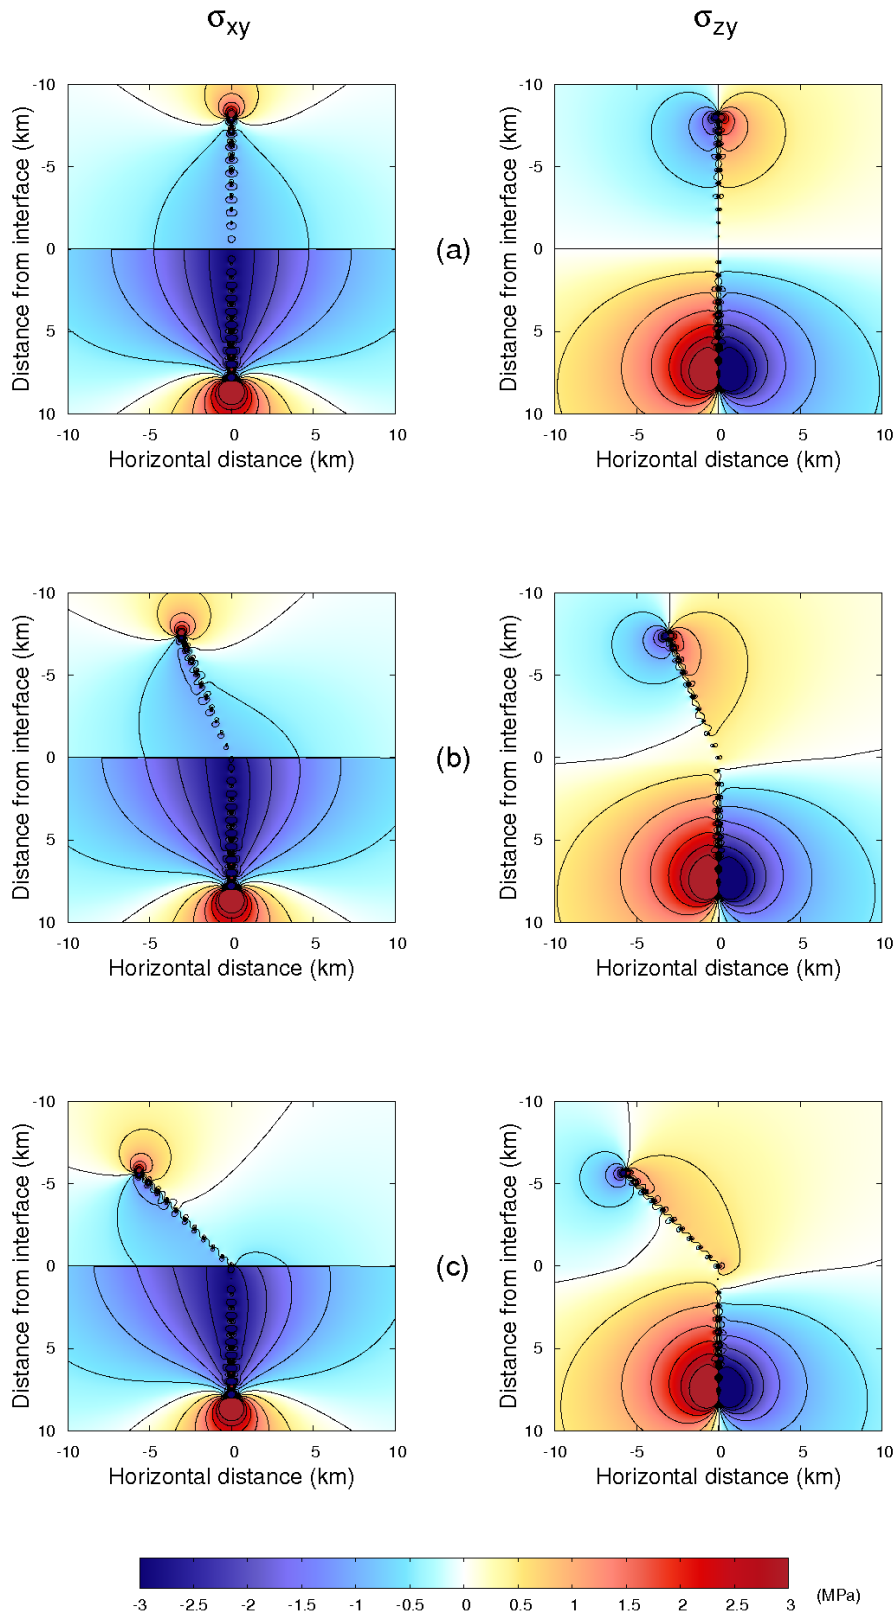 σxy σzy
-10 -10
-5 -5
0 (a) 0
5 5
10 10
-10 -5 0 5 10 -10 -5 0 5 10
Distance from interface (km) Distance from interface (km)
Horizontal distance (km) Horizontal distance (km)
-10 -10
-5 -5
0 (b) 0
5 5
10 10
-10 -5 0 5 10 -10 -5 0 5 10
Distance from interface (km) Distance from interface (km)
Horizontal distance (km) Horizontal distance (km)
-10 -10
-5 -5
0 (c) 0
5 5
10 10
-10 -5 0 5 10 -10 -5 0 5 10
Distance from interface (km) Distance from interface (km)
Horizontal distance (km) Horizontal distance (km)
-3 -2.5 -2 -1.5 -1 -0.5 0 0.5 1 1.5 2 2.5 3 (MPa)